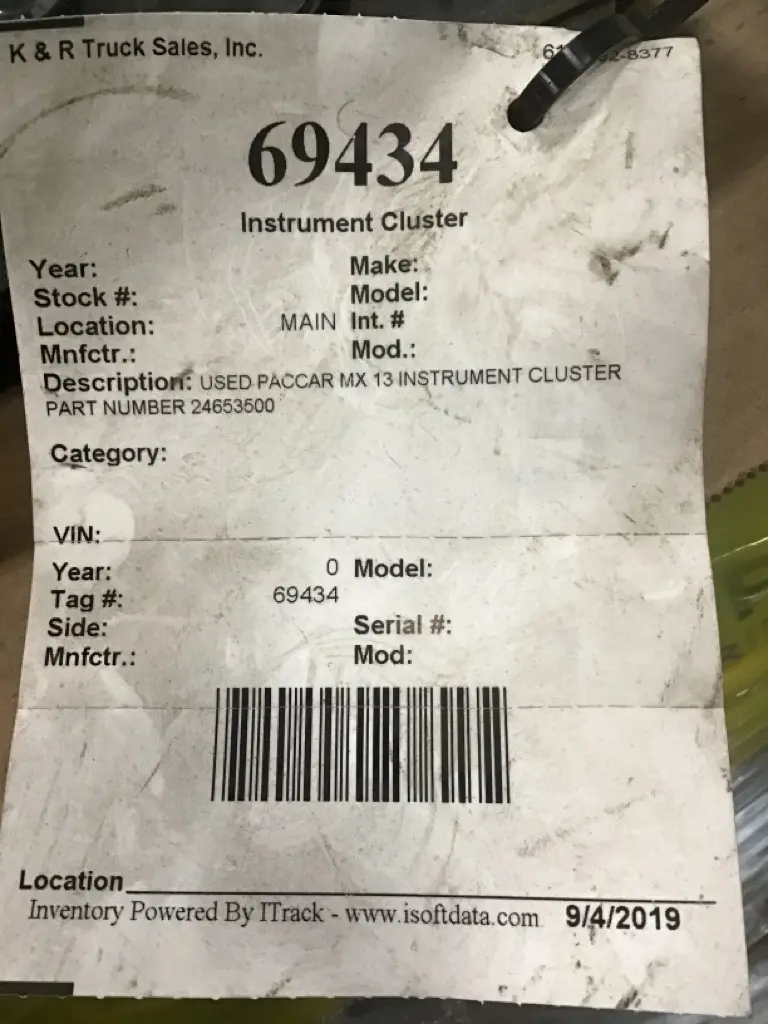 K & R Truck Sales, Inc.
69434
Instrument Cluster
Year: Make:
Stock #: Model:
Location: MAIN Int. #
Mnfctr.: Mod.:
Description: USED PACCAR MX 13 INSTRUMENT CLUSTER
PART NUMBER 24653500
Category:
VIN:
Year: 0 Model:
Tag #: 69434
Side: Serial #:
Mnfctr.: Mod:
Location
Inventory Powered By ITrack - www.isoftdata.com 9/4/2019